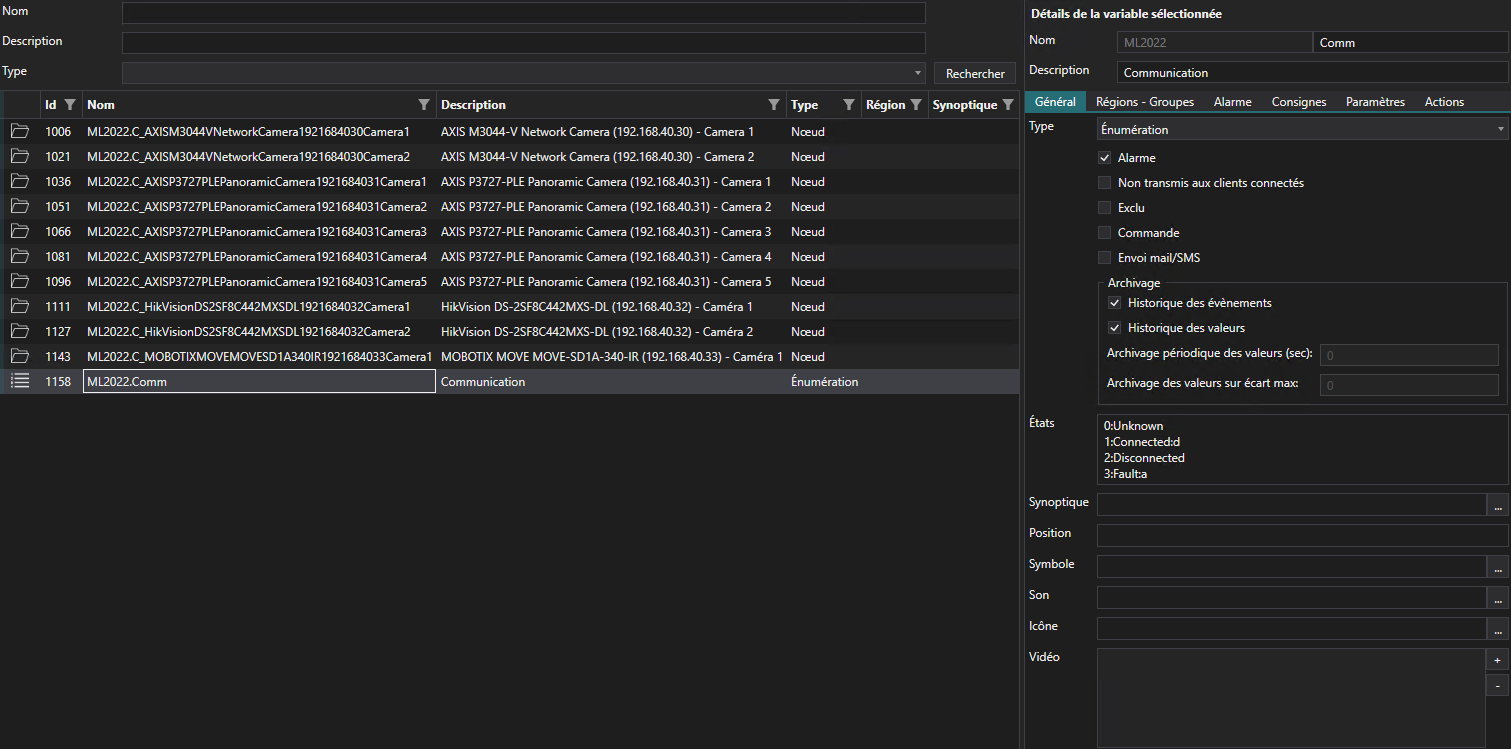 Nom
Description
Type
Rechercher
Id Nom Description Type Région Synoptique
1006 ML2022.C_AXISM3044VNetworkCamera1921684030Camera1 AXIS M3044-V Network Camera (192.168.40.30) - Camera 1 Nœud
1021 ML2022.C_AXISM3044VNetworkCamera1921684030Camera2 AXIS M3044-V Network Camera (192.168.40.30) - Camera 2 Nœud
1036 ML2022.C_AXISP3727PLEPanoramicCamera1921684031Camera1 AXIS P3727-PLE Panoramic Camera (192.168.40.31) - Camera 1 Nœud
1051 ML2022.C_AXISP3727PLEPanoramicCamera1921684031Camera2 AXIS P3727-PLE Panoramic Camera (192.168.40.31) - Camera 2 Nœud
1066 ML2022.C_AXISP3727PLEPanoramicCamera1921684031Camera3 AXIS P3727-PLE Panoramic Camera (192.168.40.31) - Camera 3 Nœud
1081 ML2022.C_AXISP3727PLEPanoramicCamera1921684031Camera4 AXIS P3727-PLE Panoramic Camera (192.168.40.31) - Camera 4 Nœud
1096 ML2022.C_AXISP3727PLEPanoramicCamera1921684031Camera5 AXIS P3727-PLE Panoramic Camera (192.168.40.31) - Camera 5 Nœud
1111 ML2022.C_HikVisionDS2SF8C442MXSDL1921684032Camera1 HikVision DS-2SF8C442MXS-DL (192.168.40.32) - Caméra 1 Nœud
1127 ML2022.C_HikVisionDS2SF8C442MXSDL1921684032Camera2 HikVision DS-2SF8C442MXS-DL (192.168.40.32) - Caméra 2 Nœud
1143 ML2022.C_MOBOTIXMOVEMOVESD1A340IR1921684033Camera1 MOBOTIX MOVE MOVE-SD1A-340-IR (192.168.40.33) - Caméra 1 Nœud
1158 ML2022.Comm Communication Énumération
Détails de la variable sélectionnée
Nom ML2022 Comm
Description Communication
Général Régions - Groupes Alarme Consignes Paramètres Actions
Type Énumération
Alarme
Non transmis aux clients connectés
Exclu
Commande
Envoi mail/SMS
Archivage
Historique des évènements
Historique des valeurs
Archivage périodique des valeurs (sec): 0
Archivage des valeurs sur écart max: 0
États
0:Unknown
1:Connected:d
2:Disconnected
3:Fault:a
Synoptique ...
Position
Symbole ...
Son ...
Icône ...
Vidéo +
-